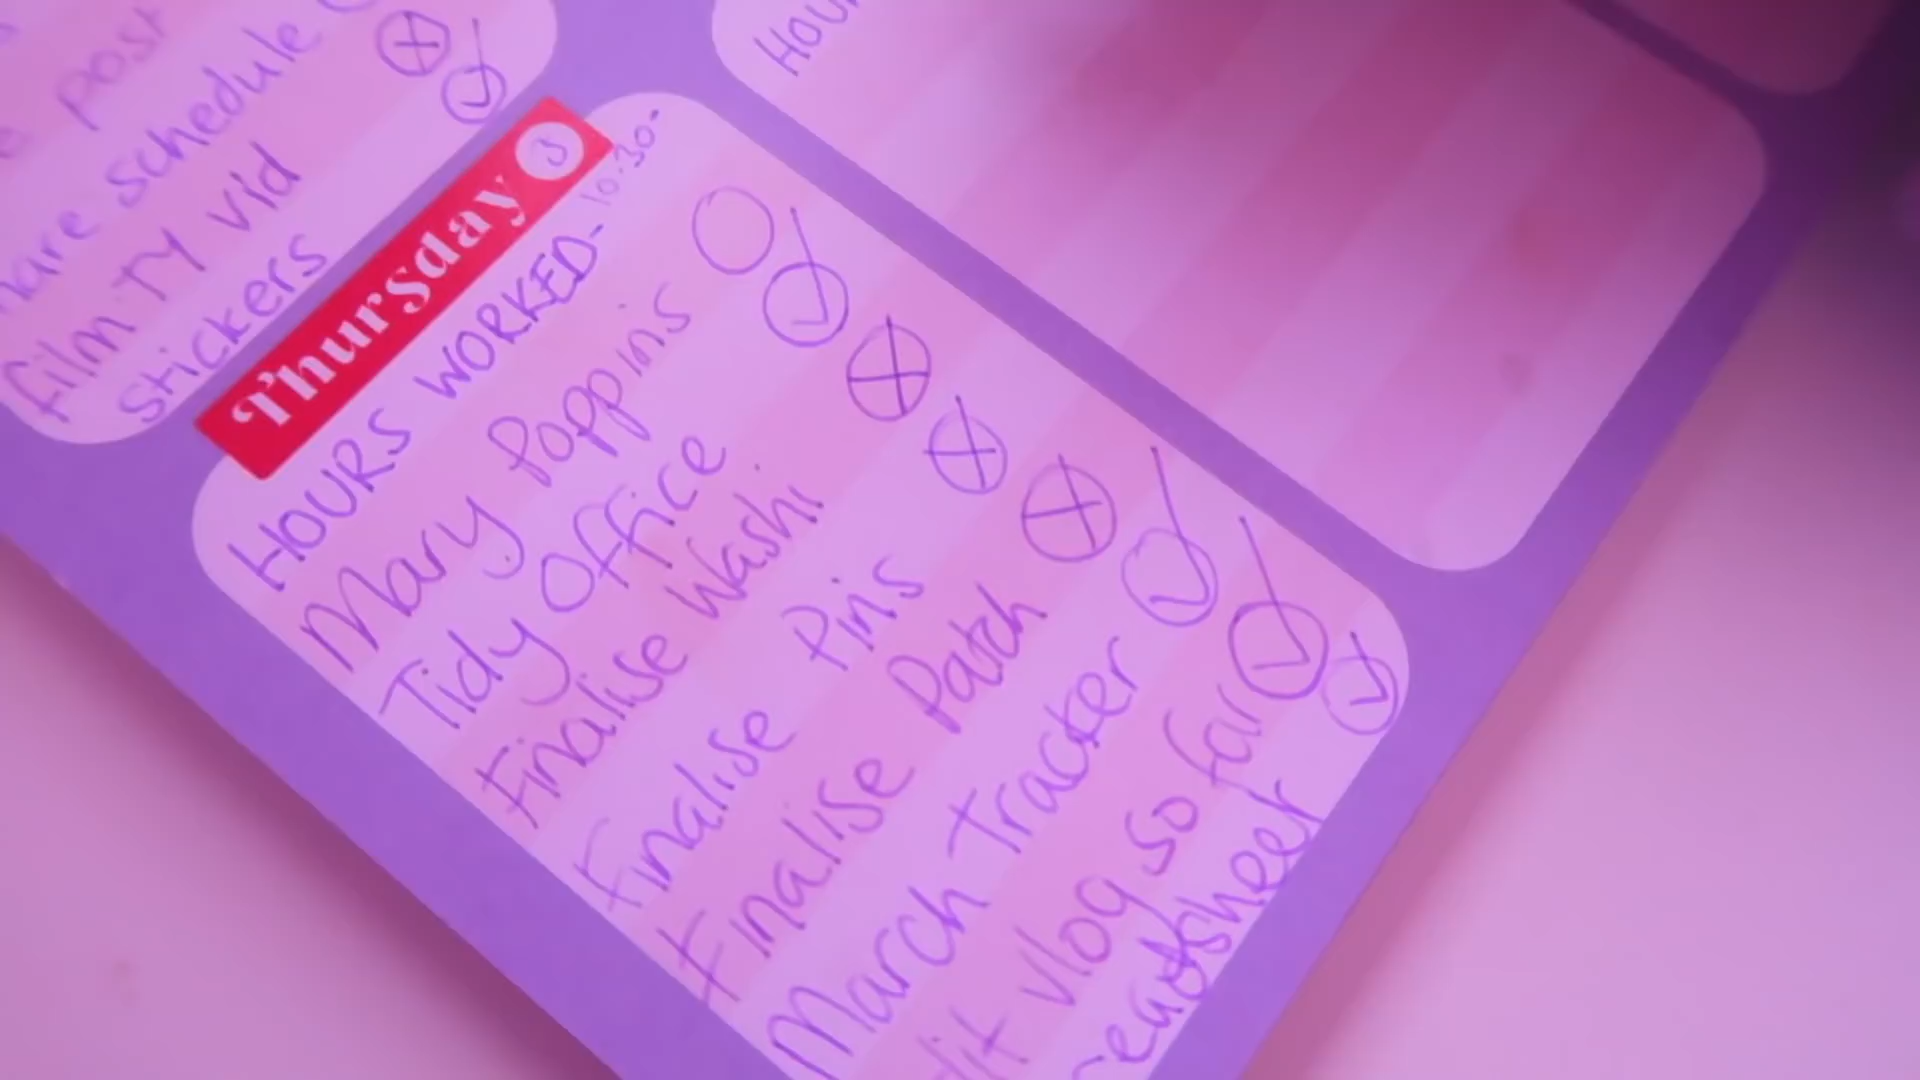 post
schedule
film TY vid
stickers
Thursday 3
HOURS WORKED- 10.30-
Mary Poppins
Tidy Office
Finalise Washi
Finalise Pins
Finalise Patch
March Tracker
vlog so far